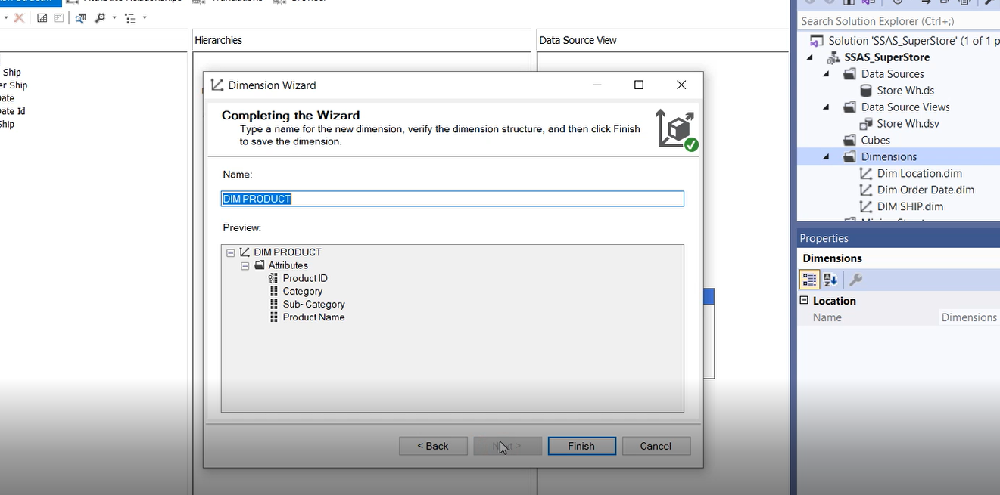 Hierarchies
Data Source View
Ship
er Ship
Date
ate Id
Ship
Dimension Wizard
Completing the Wizard
Type a name for the new dimension, verify the dimension structure, and then click Finish
to save the dimension.
Name:
DIM PRODUCT
Preview:
DIM PRODUCT
Attributes
Product ID
Category
Sub- Category
Product Name
< Back
Finish
Cancel
Search Solution Explorer (Ctrl+;)
Solution 'SSAS_SuperStore' (1 of 1 p
SSAS_SuperStore
Data Sources
Store Wh.ds
Data Source Views
Store Wh.dsv
Cubes
Dimensions
Dim Location.dim
Dim Order Date.dim
DIM SHIP.dim
Properties
Dimensions
Location
Name
Dimensions